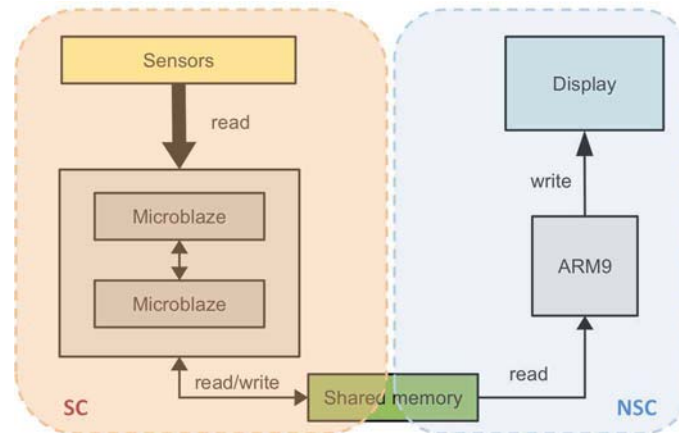 Sensors
read
Microblaze
Microblaze
read/write
SC
Shared memory
Display
write
ARM9
read
NSC